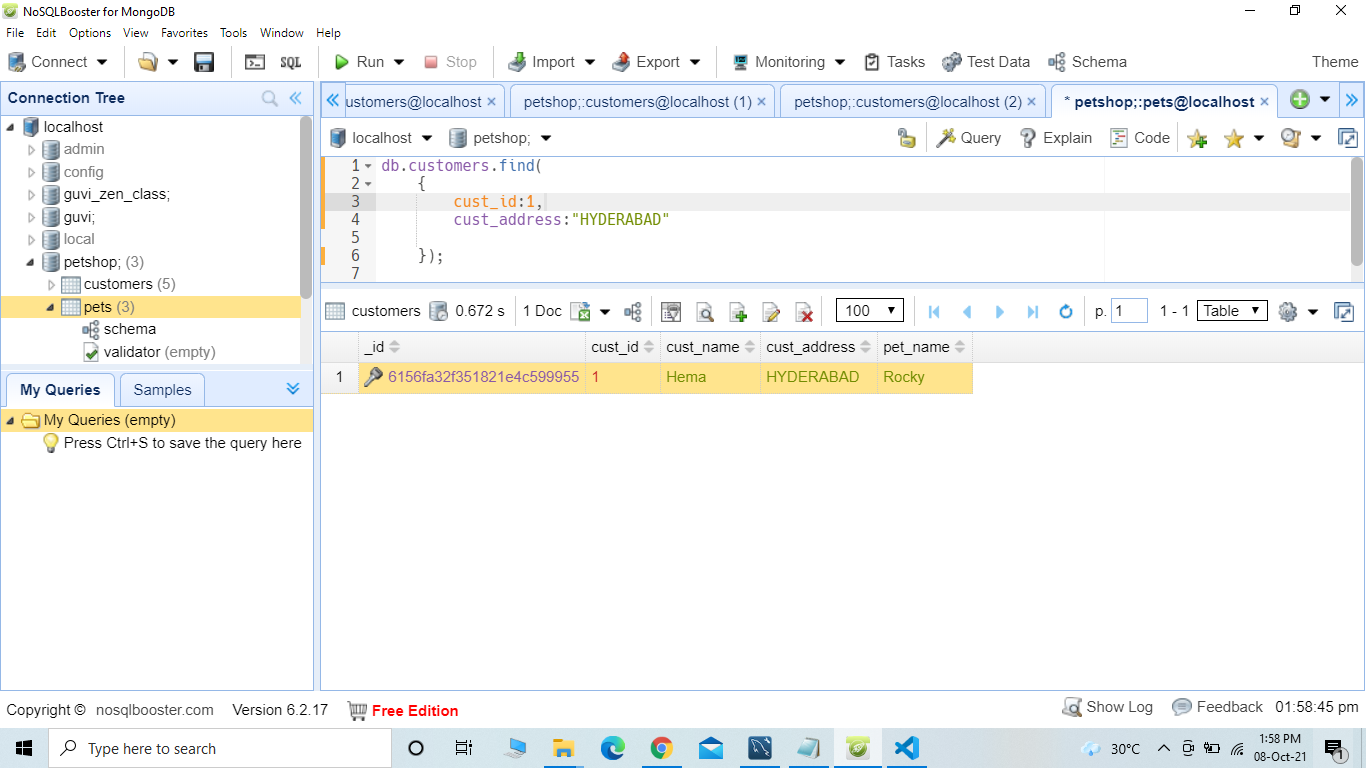 NoSQLBooster for MongoDB
File Edit Options View Favorites Tools Window Help
Connect SQL Run Stop Import Export Monitoring Tasks Test Data Schema Theme
Connection Tree
localhost
admin
config
guvi_zen_class;
guvi;
local
petshop; (3)
customers (5)
pets (3)
schema
validator (empty)
My Queries Samples
My Queries (empty)
Press Ctrl+S to save the query here
ustomers@localhost petshop;:customers@localhost (1) petshop;:customers@localhost (2) * petshop;:pets@localhost
localhost petshop; Query Explain Code
1 db.customers.find(
2 {
3 cust_id:1,
4 cust_address:"HYDERABAD"
5
6 });
7
customers 0.672 s 1 Doc 100 p. 1 1 - 1 Table
_id cust_id cust_name cust_address pet_name
1 6156fa32f351821e4c599955 1 Hema HYDERABAD Rocky
Copyright © nosqlbooster.com Version 6.2.17 Free Edition Show Log Feedback 01:58:45 pm
Type here to search 30°C 1:58 PM
08-Oct-21 1